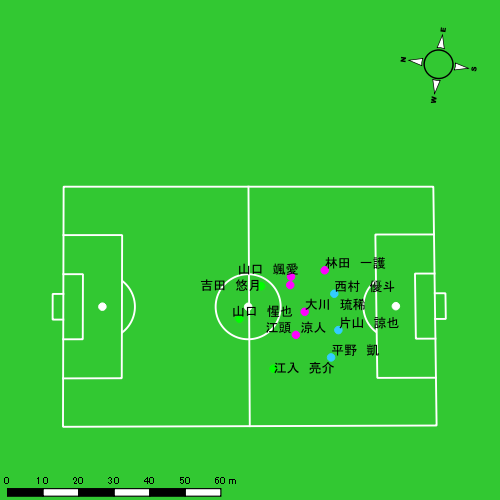 E
N
S
W
林田 一護
山口 颯愛
吉田 悠月
西村 優斗
大川 琉稀
山口 惺也
片山 諒也
江頭 涼人
平野 凱
江入 亮介
0 10 20 30 40 50 60 m